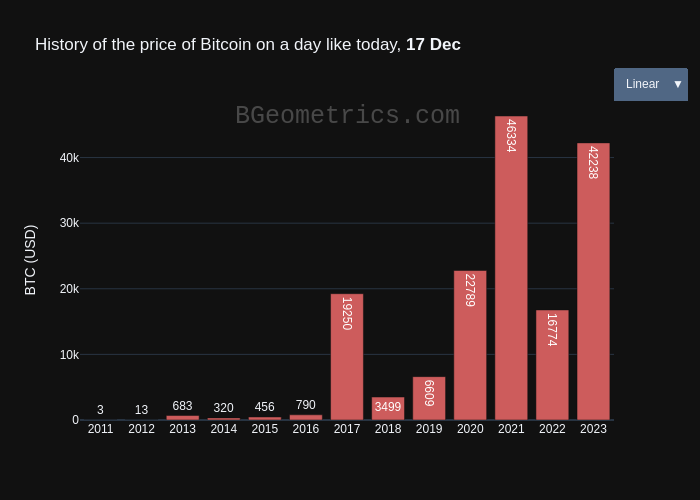 History of the price of Bitcoin on a day like today, 17 Dec
Linear ▼
BGeometrics.com
BTC (USD)
40k
30k
20k
10k
0
3
13
683
320
456
790
19250
3499
6609
22789
46334
16774
42238
2011 2012 2013 2014 2015 2016 2017 2018 2019 2020 2021 2022 2023